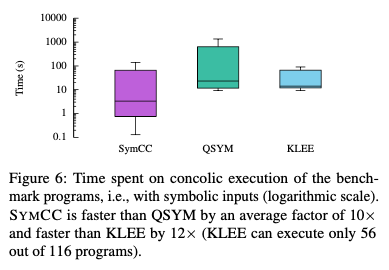 10000
1000
100
10
1
0.1
Time (s)
SymCC
QSYM
KLEE
Figure 6: Time spent on concolic execution of the bench-
mark programs, i.e., with symbolic inputs (logarithmic scale).
SYMCC is faster than QSYM by an average factor of 10×
and faster than KLEE by 12× (KLEE can execute only 56
out of 116 programs).